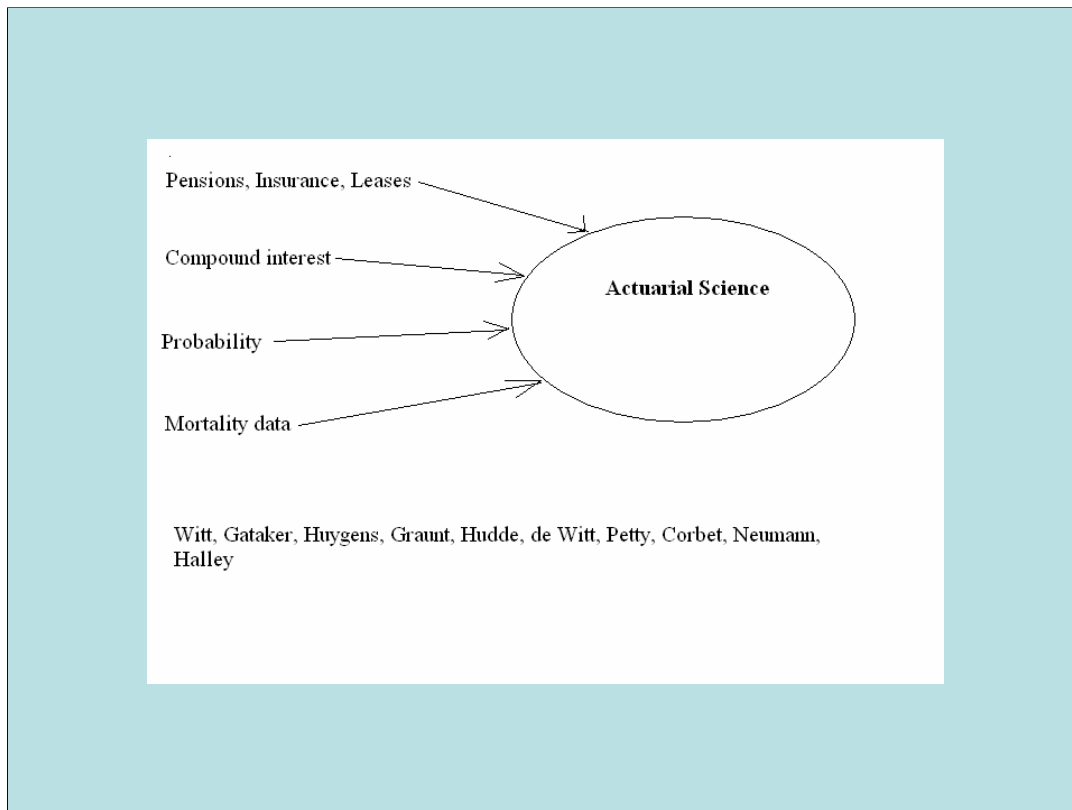 Pensions, Insurance, Leases
Compound interest
Actuarial Science
Probability
Mortality data
Witt, Gataker, Huygens, Graunt, Hudde, de Witt, Petty, Corbet, Neumann,
Halley